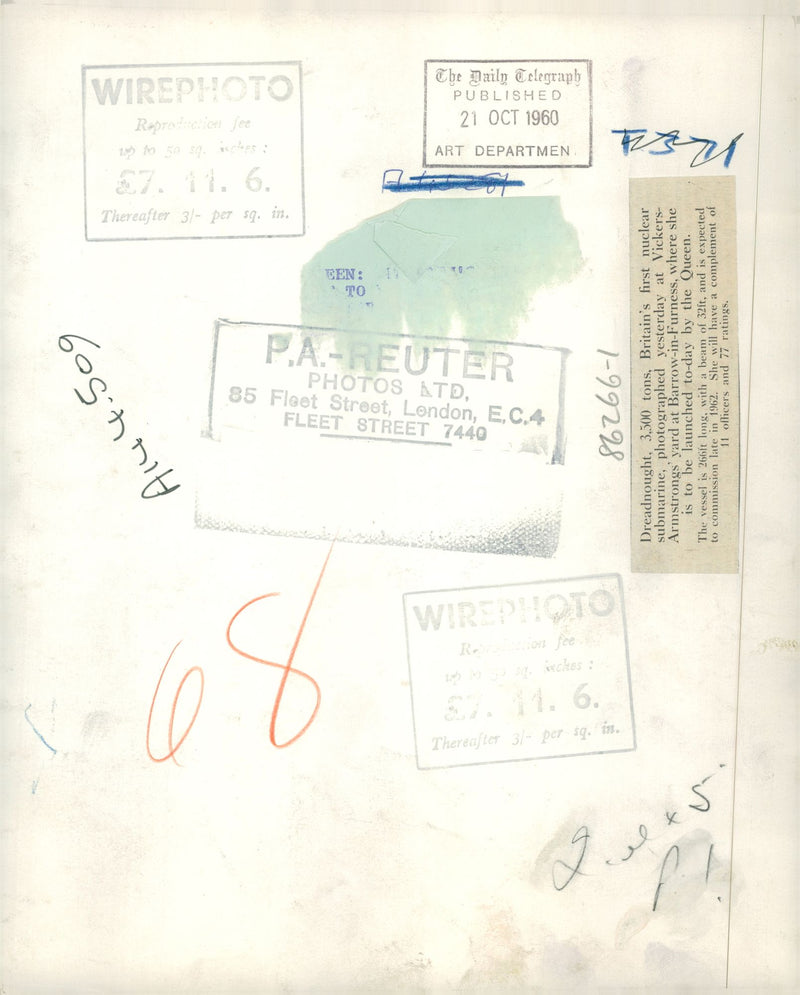 WIREPHOTO
Reproduction fee
up to 50 sq. inches :
£7. 11. 6.
Thereafter 3/- per sq. in.
The Daily Telegraph
PUBLISHED
21 OCT 1960
ART DEPARTMEN
EEN:
TO
P.A.-REUTER
PHOTOS LTD,
85 Fleet Street, London, E,C.4
FLEET STREET 7440
A144509
86299-1
Dreadnought, 3,500 tons, Britain's first nuclear
submarine, photographed yesterday at Vickers-
Armstrongs yard at Barrow-in-Furness, where she
is to be launched to-day by the Queen.
The vessel is 266ft long, with a beam of 32ft, and is expected
to commission late in 1962. She will have a complement of
11 officers and 77 ratings.
68
WIREPHOTO
Reproduction fee
up to 50 sq. inches :
£7. 11. 6.
Thereafter 3/- per sq. in.